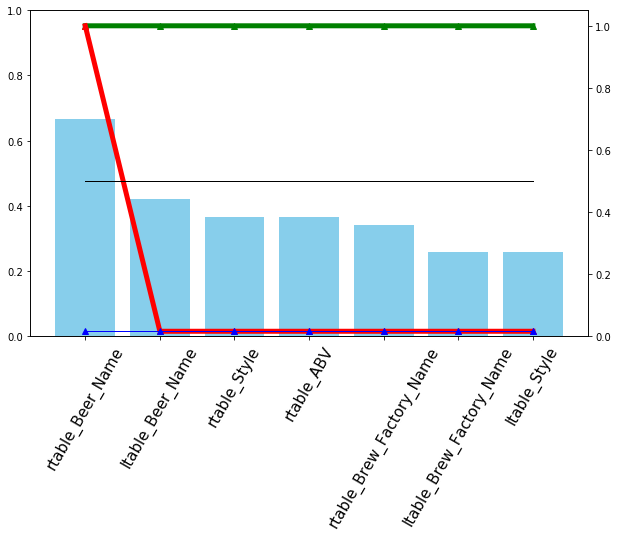 1.0
0.8
0.6
0.4
0.2
0.0
1.0
0.8
0.6
0.4
0.2
0.0
rtable_Beer_Name
ltable_Beer_Name
rtable_Style
rtable_ABV
rtable_Brew_Factory_Name
ltable_Brew_Factory_Name
ltable_Style